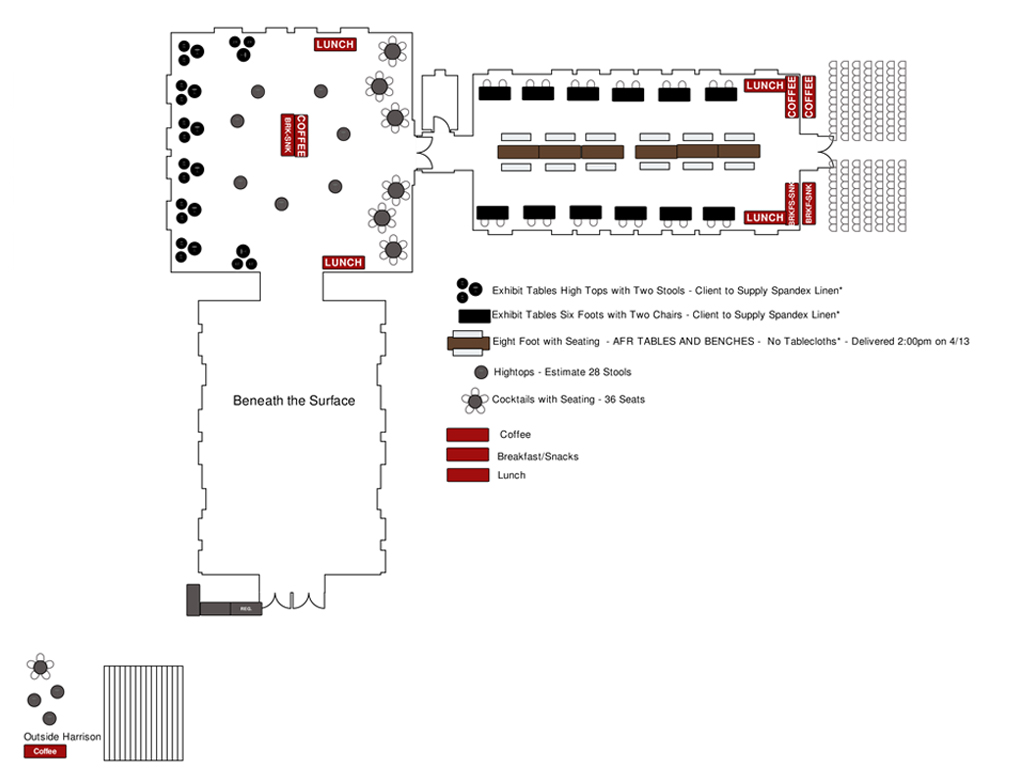 LUNCH
COFFEE
BRK-SNK
LUNCH
LUNCH
COFFEE
COFFEE
LUNCH
BRKFS-SNK
BRKF-SNK
Exhibit Tables High Tops with Two Stools - Client to Supply Spandex Linen*
Exhibit Tables Six Foots with Two Chairs - Client to Supply Spandex Linen*
Eight Foot with Seating - AFR TABLES AND BENCHES - No Tablecloths* - Delivered 2:00pm on 4/13
Hightops - Estimate 28 Stools
Cocktails with Seating - 36 Seats
Beneath the Surface
Coffee
Breakfast/Snacks
Lunch
REG.
Outside Harrison
Coffee